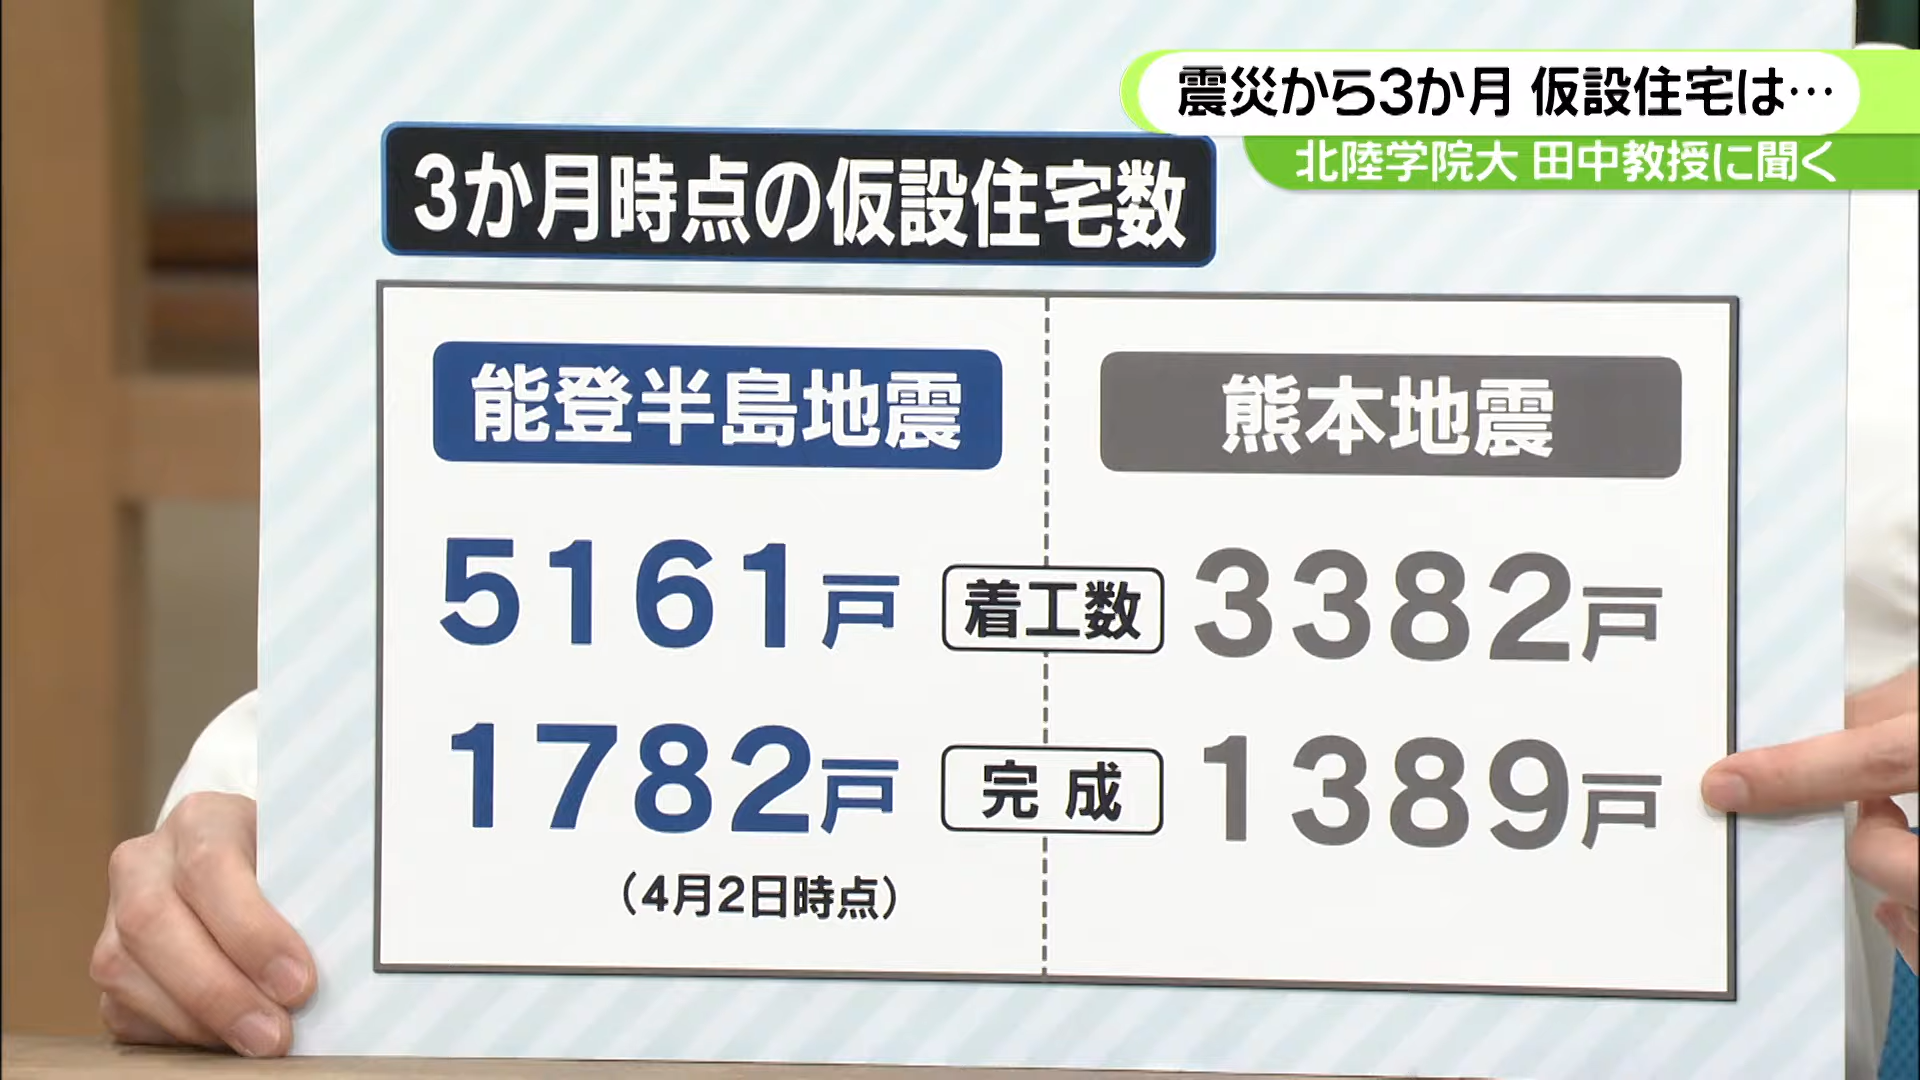 震災から3か月 仮設住宅は…
北陸学院大 田中教授に聞く
3か月時点の仮設住宅数
能登半島地震
熊本地震
5161戸 着工数 3382戸
1782戸 完成 1389戸
(4月2日時点)